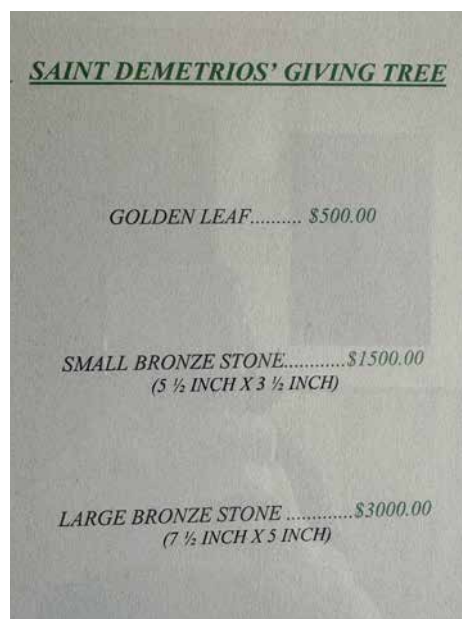 SAINT DEMETRIOS’ GIVING TREE
GOLDEN LEAF.......... $500.00
SMALL BRONZE STONE............$1500.00
(5 ½ INCH X 3 ½ INCH)
LARGE BRONZE STONE .............$3000.00
(7 ½ INCH X 5 INCH)